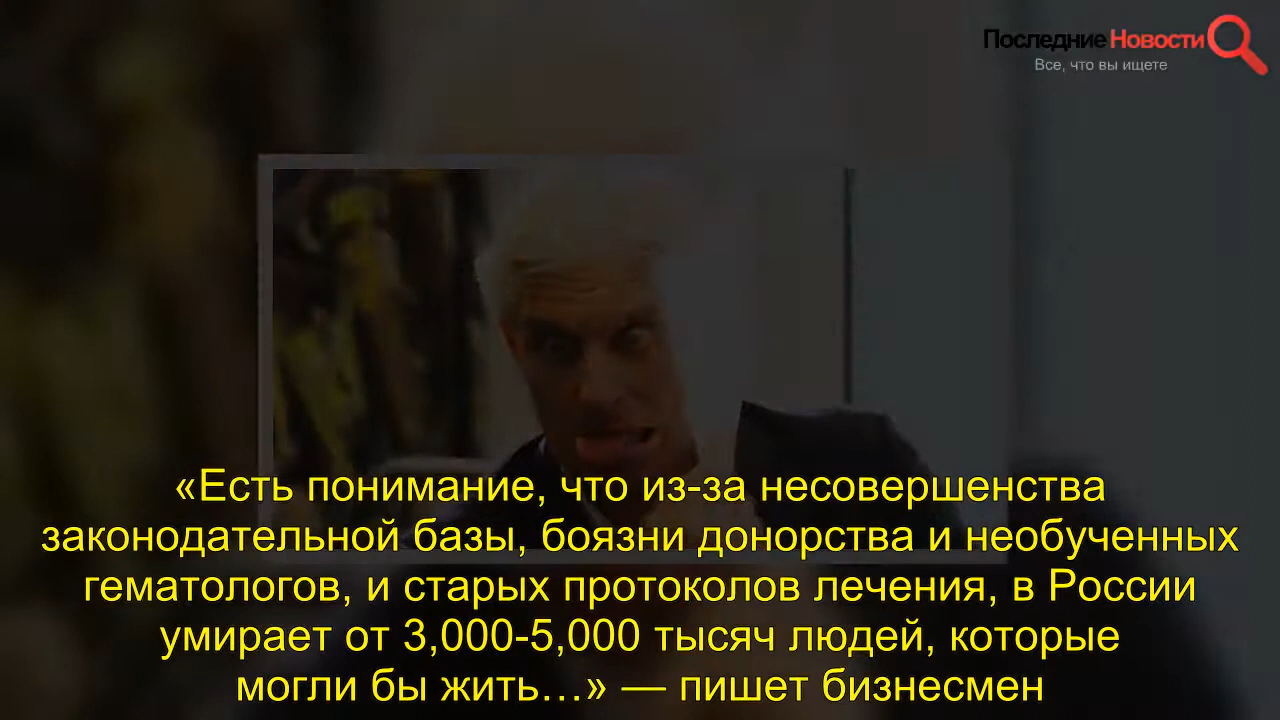 Последние Новости
Все, что вы ищете
«Есть понимание, что из-за несовершенства
законодательной базы, боязни донорства и необученных
гематологов, и старых протоколов лечения, в России
умирает от 3,000-5,000 тысяч людей, которые
могли бы жить…» — пишет бизнесмен